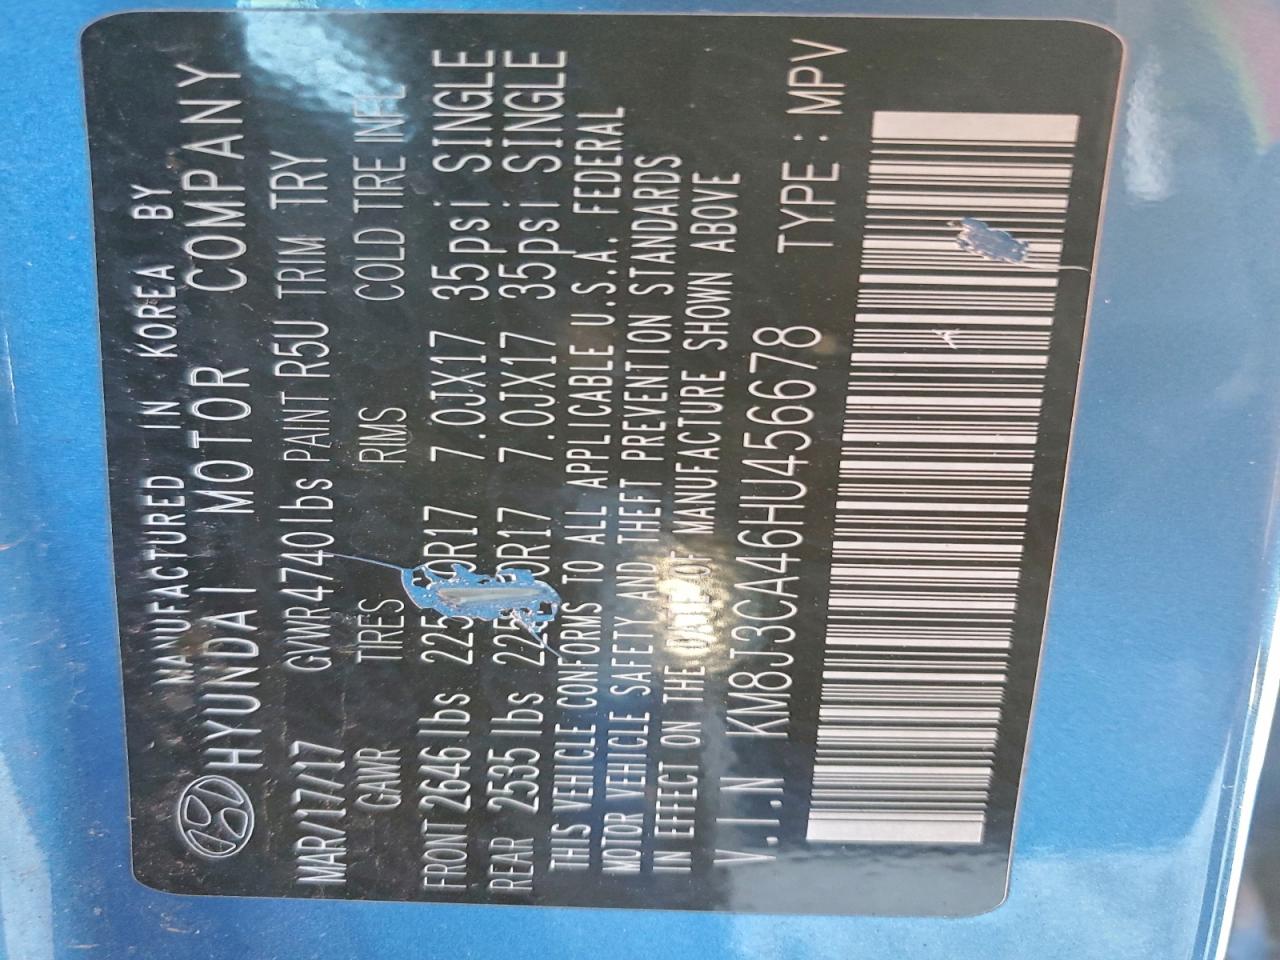 MANUFACTURED IN KOREA BY
HYUNDAI MOTOR COMPANY
MAR/17/17 GVWR4740lbs PAINT R5U TRIM TRY
GAWR TIRES RIMS COLD TIRE INFL
FRONT 2646 lbs 7.0JX17 35psi SINGLE
REAR 2535 lbs 7.0JX17 35psi SINGLE
THIS VEHICLE CONFORMS TO ALL APPLICABLE U.S.A. FEDERAL
MOTOR VEHICLE SAFETY AND THEFT PREVENTION STANDARDS
IN EFFECT ON THE DATE OF MANUFACTURE SHOWN ABOVE
V.I.N KM8J3CA46HU456678 TYPE : MPV